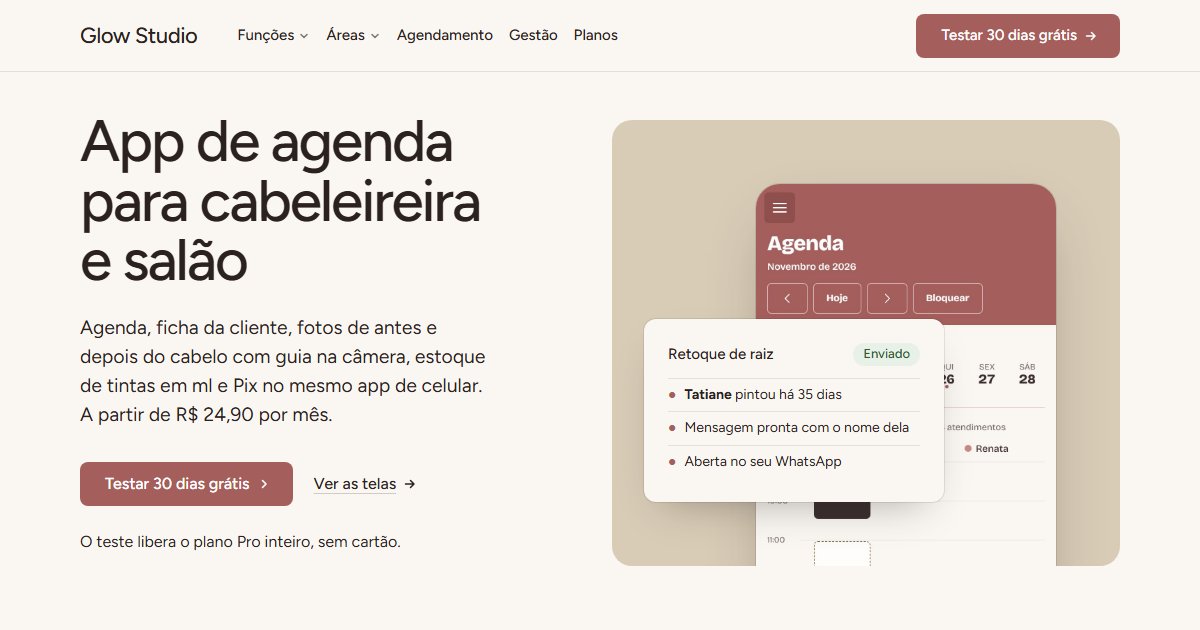 Glow Studio
Funções
Áreas
Agendamento
Gestão
Planos
Testar 30 dias grátis
App de agenda
para cabeleireira
e salão
Agenda, ficha da cliente, fotos de antes e
depois do cabelo com guia na câmera, estoque
de tintas em ml e Pix no mesmo app de celular.
A partir de R$ 24,90 por mês.
Testar 30 dias grátis
Ver as telas
O teste libera o plano Pro inteiro, sem cartão.
Agenda
Novembro de 2026
Hoje
Bloquear
Retoque de raiz
Enviado
Tatiane pintou há 35 dias
Mensagem pronta com o nome dela
Aberta no seu WhatsApp
SEX
SÁB
27
28
atendimentos
Renata
11:00